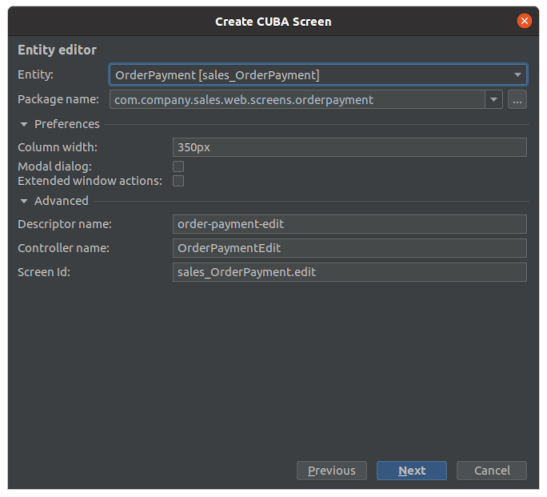 Create CUBA Screen
Entity editor
Entity: OrderPayment [sales_OrderPayment]
Package name: com.company.sales.web.screens.orderpayment ...
Preferences
Column width: 350px
Modal dialog:
Extended window actions:
Advanced
Descriptor name: order-payment-edit
Controller name: OrderPaymentEdit
Screen Id: sales_OrderPayment.edit
Previous Next Cancel